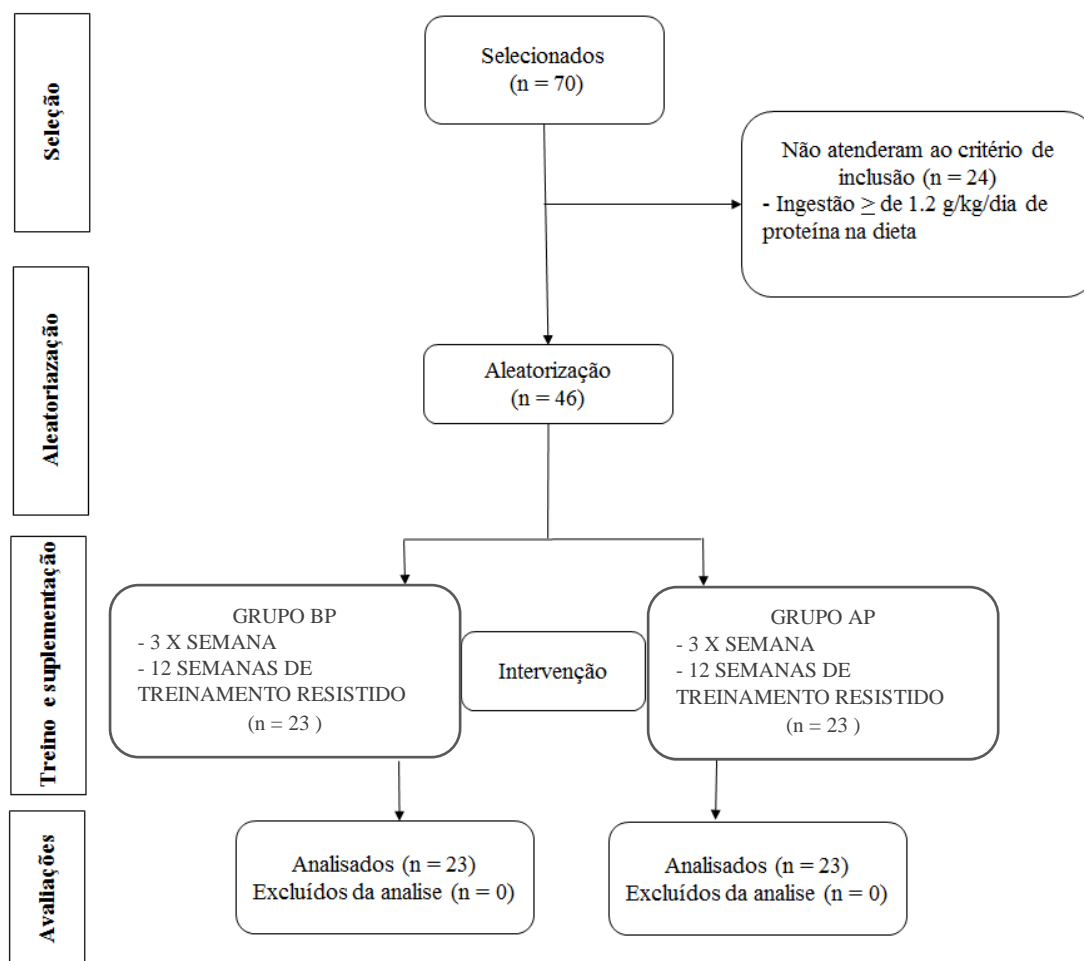 Seleção
Selecionados
(n = 70)
Não atenderam ao critério de
inclusão (n = 24)
- Ingestão ≥ de 1.2 g/kg/dia de
proteína na dieta
Aleatoriazação
Aleatorização
(n = 46)
Treino e suplementação
GRUPO BP
- 3 X SEMANA
- 12 SEMANAS DE
TREINAMENTO RESISTIDO
(n = 23 )
Intervenção
GRUPO AP
- 3 X SEMANA
- 12 SEMANAS DE
TREINAMENTO RESISTIDO
(n = 23 )
Avaliações
Analisados (n = 23)
Excluídos da analise (n = 0)
Analisados (n = 23)
Excluídos da analise (n = 0)